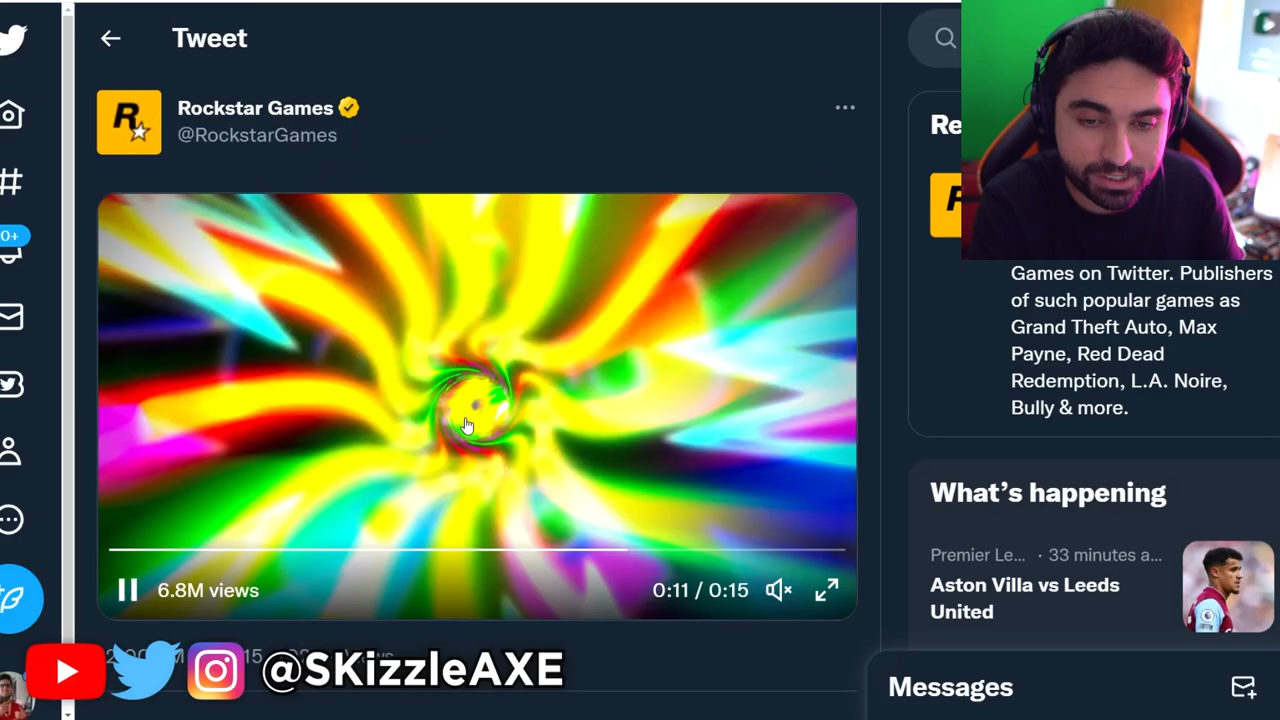 Tweet
Rockstar Games
@RockstarGames
Re
0+
Games on Twitter. Publishers
of such popular games as
Grand Theft Auto, Max
Payne, Red Dead
Redemption, L.A. Noire,
Bully & more.
6.8M views
0:11 / 0:15
What's happening
Premier Le... · 33 minutes a...
Aston Villa vs Leeds
United
@SKizzleAXE
Messages